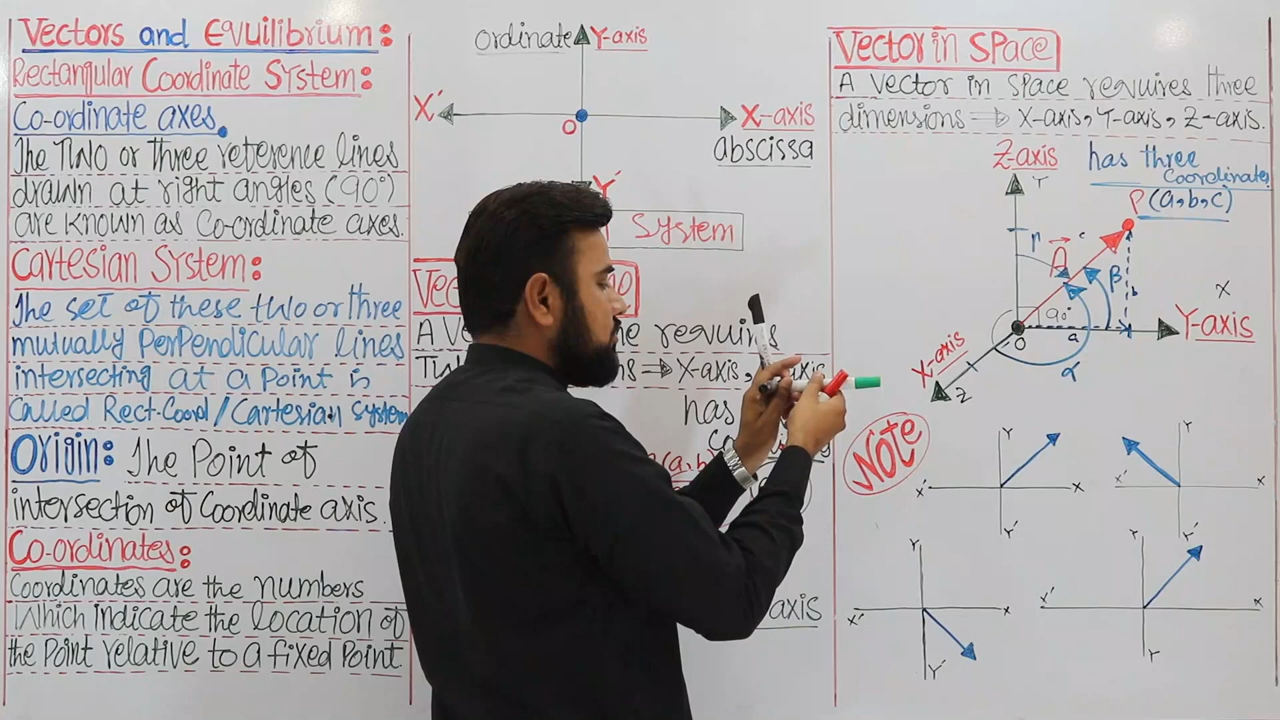 Vectors and Equilibrium:
Rectangular Coordinate System:
Co-ordinate axes.
The Two or three reference lines
drawn at right angles (90°)
are known as Co-ordinate axes.
Cartesian System:
The set of these two or three
mutually Perpendicular lines
intersecting at a point is
called Rect-Coord/Cartesian System
Origin: The Point of
intersection of Coordinate axis.
Co-ordinates:
Coordinates are the numbers
Which indicate the location of
the Point relative to a fixed Point.
ordinate Y-axis
X' X-axis
O
abscissa
Y'
System
A requires
⇒ X-axis,
has
(a,b)
axis
Vector in Space
A Vector in Space requires three
dimensions ⇒ X-axis, Y-axis, Z-axis.
Z-axis has three
Coordinates
Y P(a,b,c)
r c
A
β
b
90° X
O a Y-axis
X-axis
α
Z
NOTE
Y Y
X' X X' X
Y' Y'
Y Y
X' X X' X
Y' Y